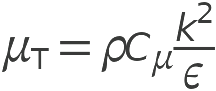 μ_T = ρC_μ k²/ϵ